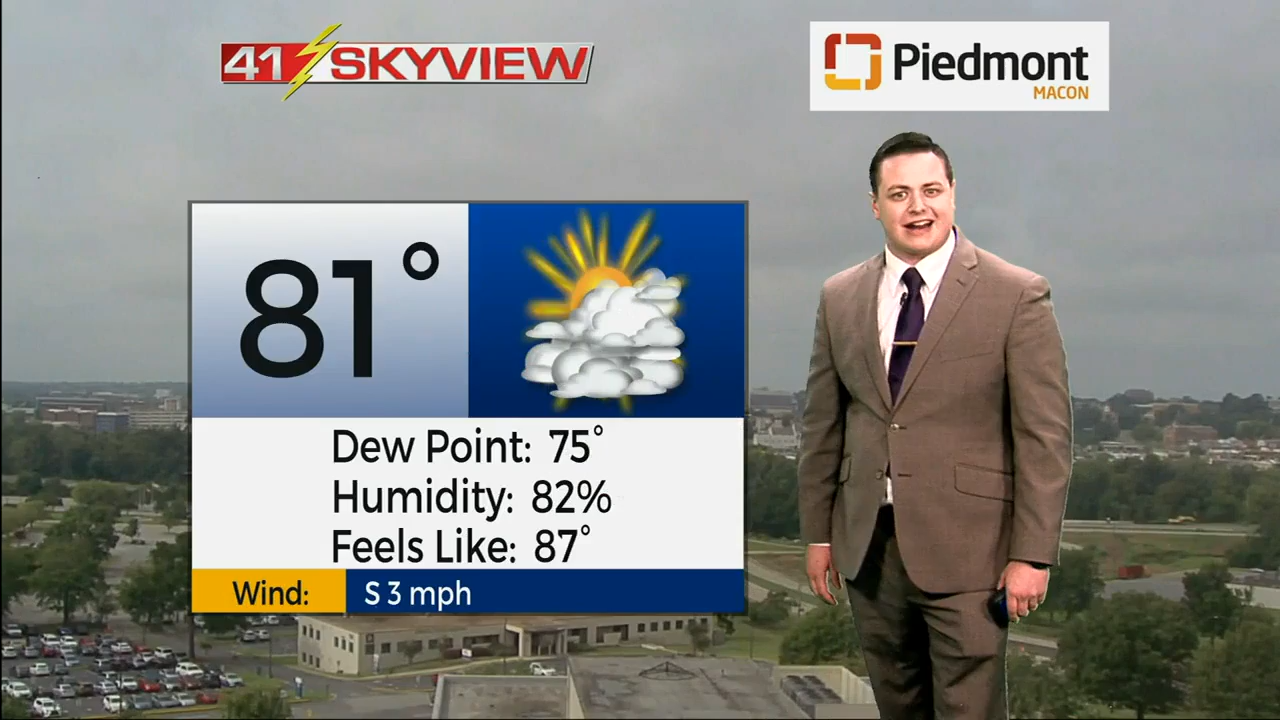 41 SKYVIEW
Piedmont
MACON
81°
Dew Point: 75°
Humidity: 82%
Feels Like: 87°
Wind: S 3 mph